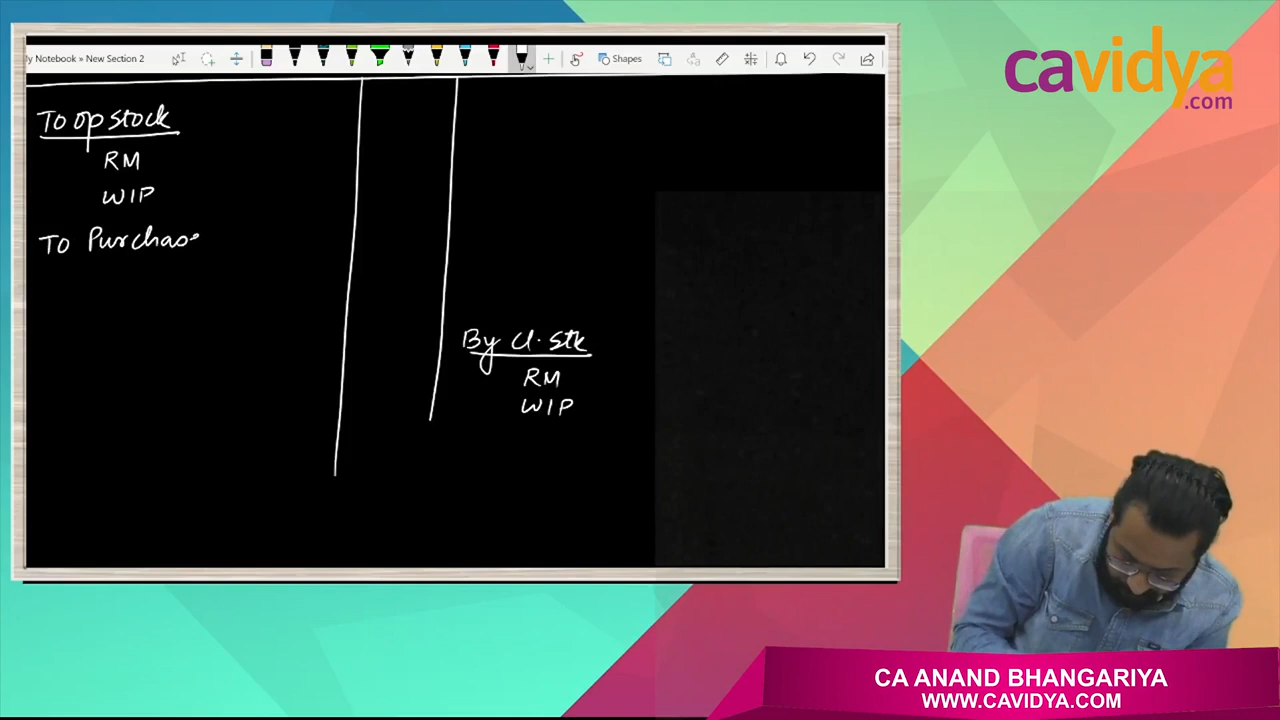 cavidya
.com
ly Notebook » New Section 2
Shapes
To op stock
RM
WIP
To Purchas
By Cl. Stk
RM
WIP
CA ANAND BHANGARIYA
WWW.CAVIDYA.COM